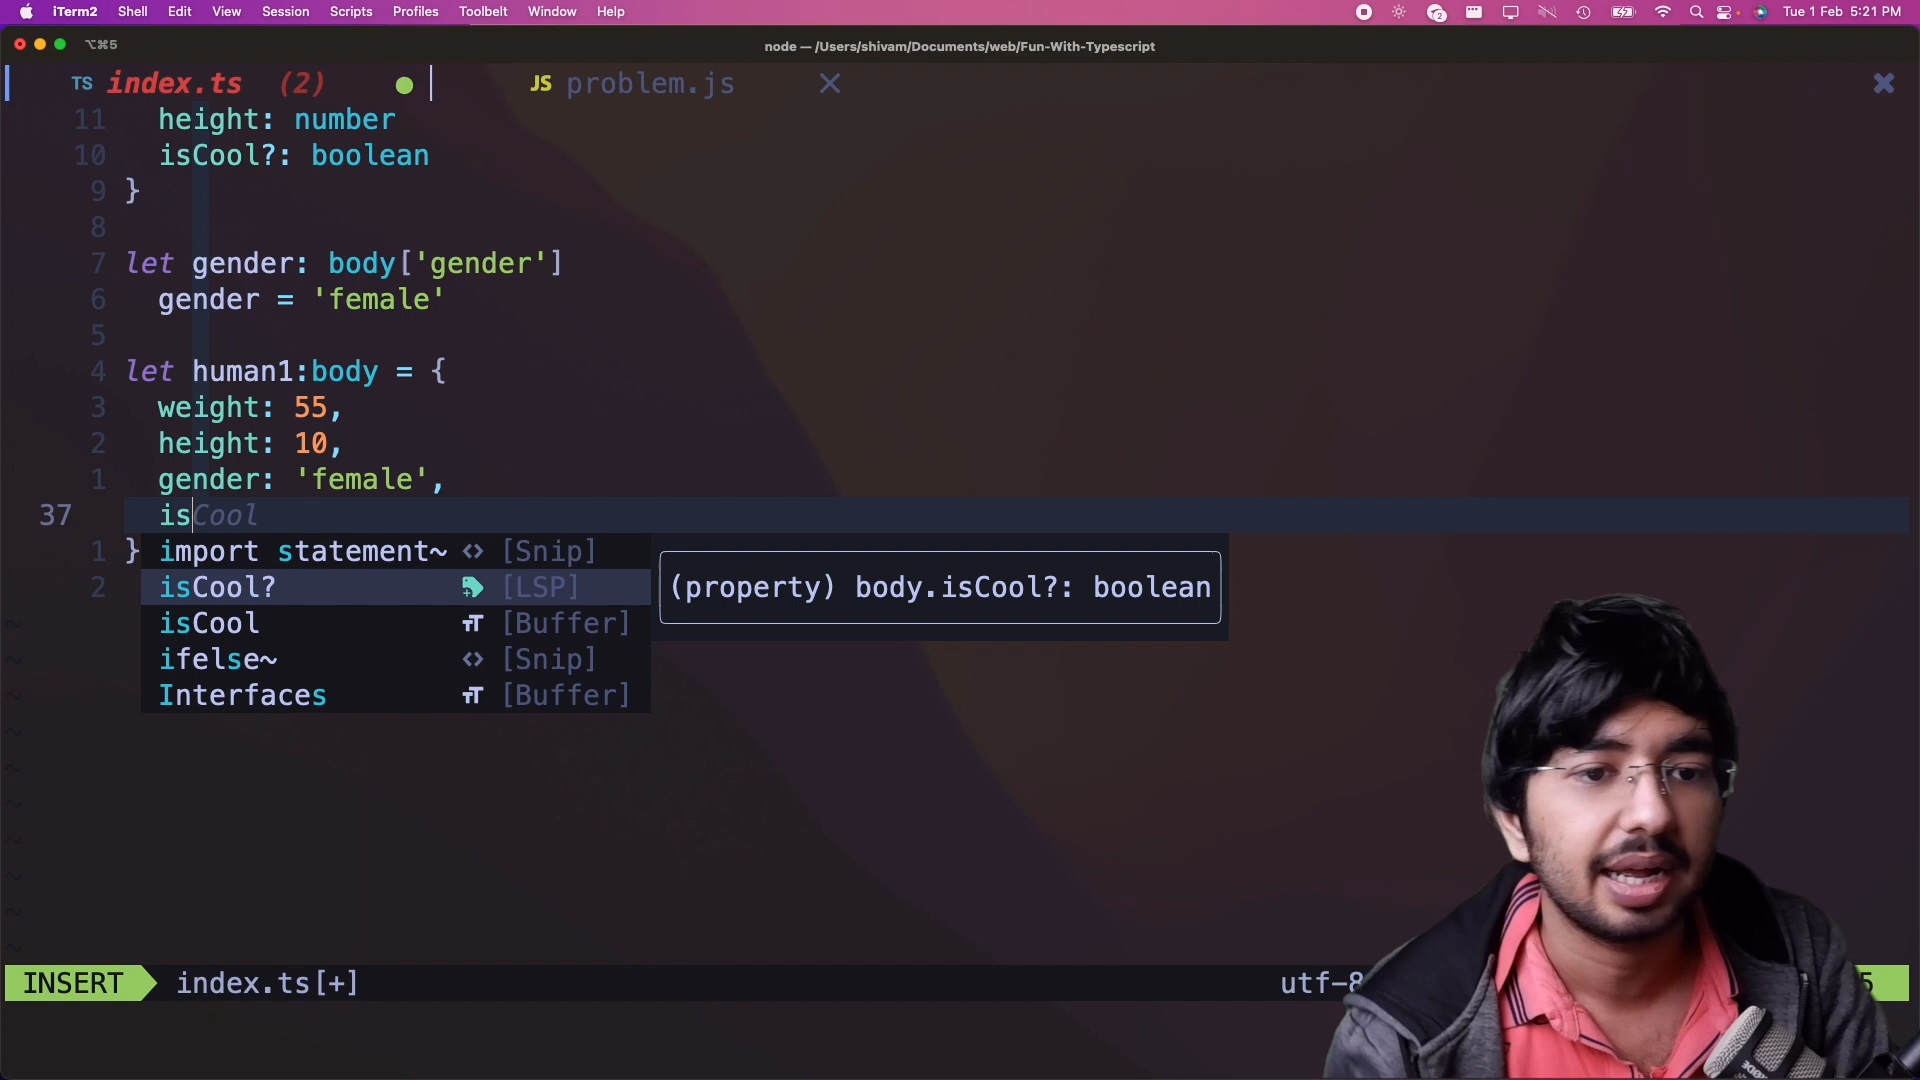 iTerm2 Shell Edit View Session Scripts Profiles Toolbelt Window Help 2 Tue 1 Feb 5:21 PM
⌥⌘5 node — /Users/shivam/Documents/web/Fun-With-Typescript
TS index.ts (2) JS problem.js
11 height: number
10 isCool?: boolean
9 }
8
7 let gender: body['gender']
6 gender = 'female'
5
4 let human1:body = {
3 weight: 55,
2 height: 10,
1 gender: 'female',
37 isCool
1 } import statement~ <> [Snip]
2 isCool? [LSP] (property) body.isCool?: boolean
isCool TT [Buffer]
ifelse~ <> [Snip]
Interfaces TT [Buffer]
~
~
~
~
~
~
~
~
~
~
INSERT index.ts[+] utf-8 5